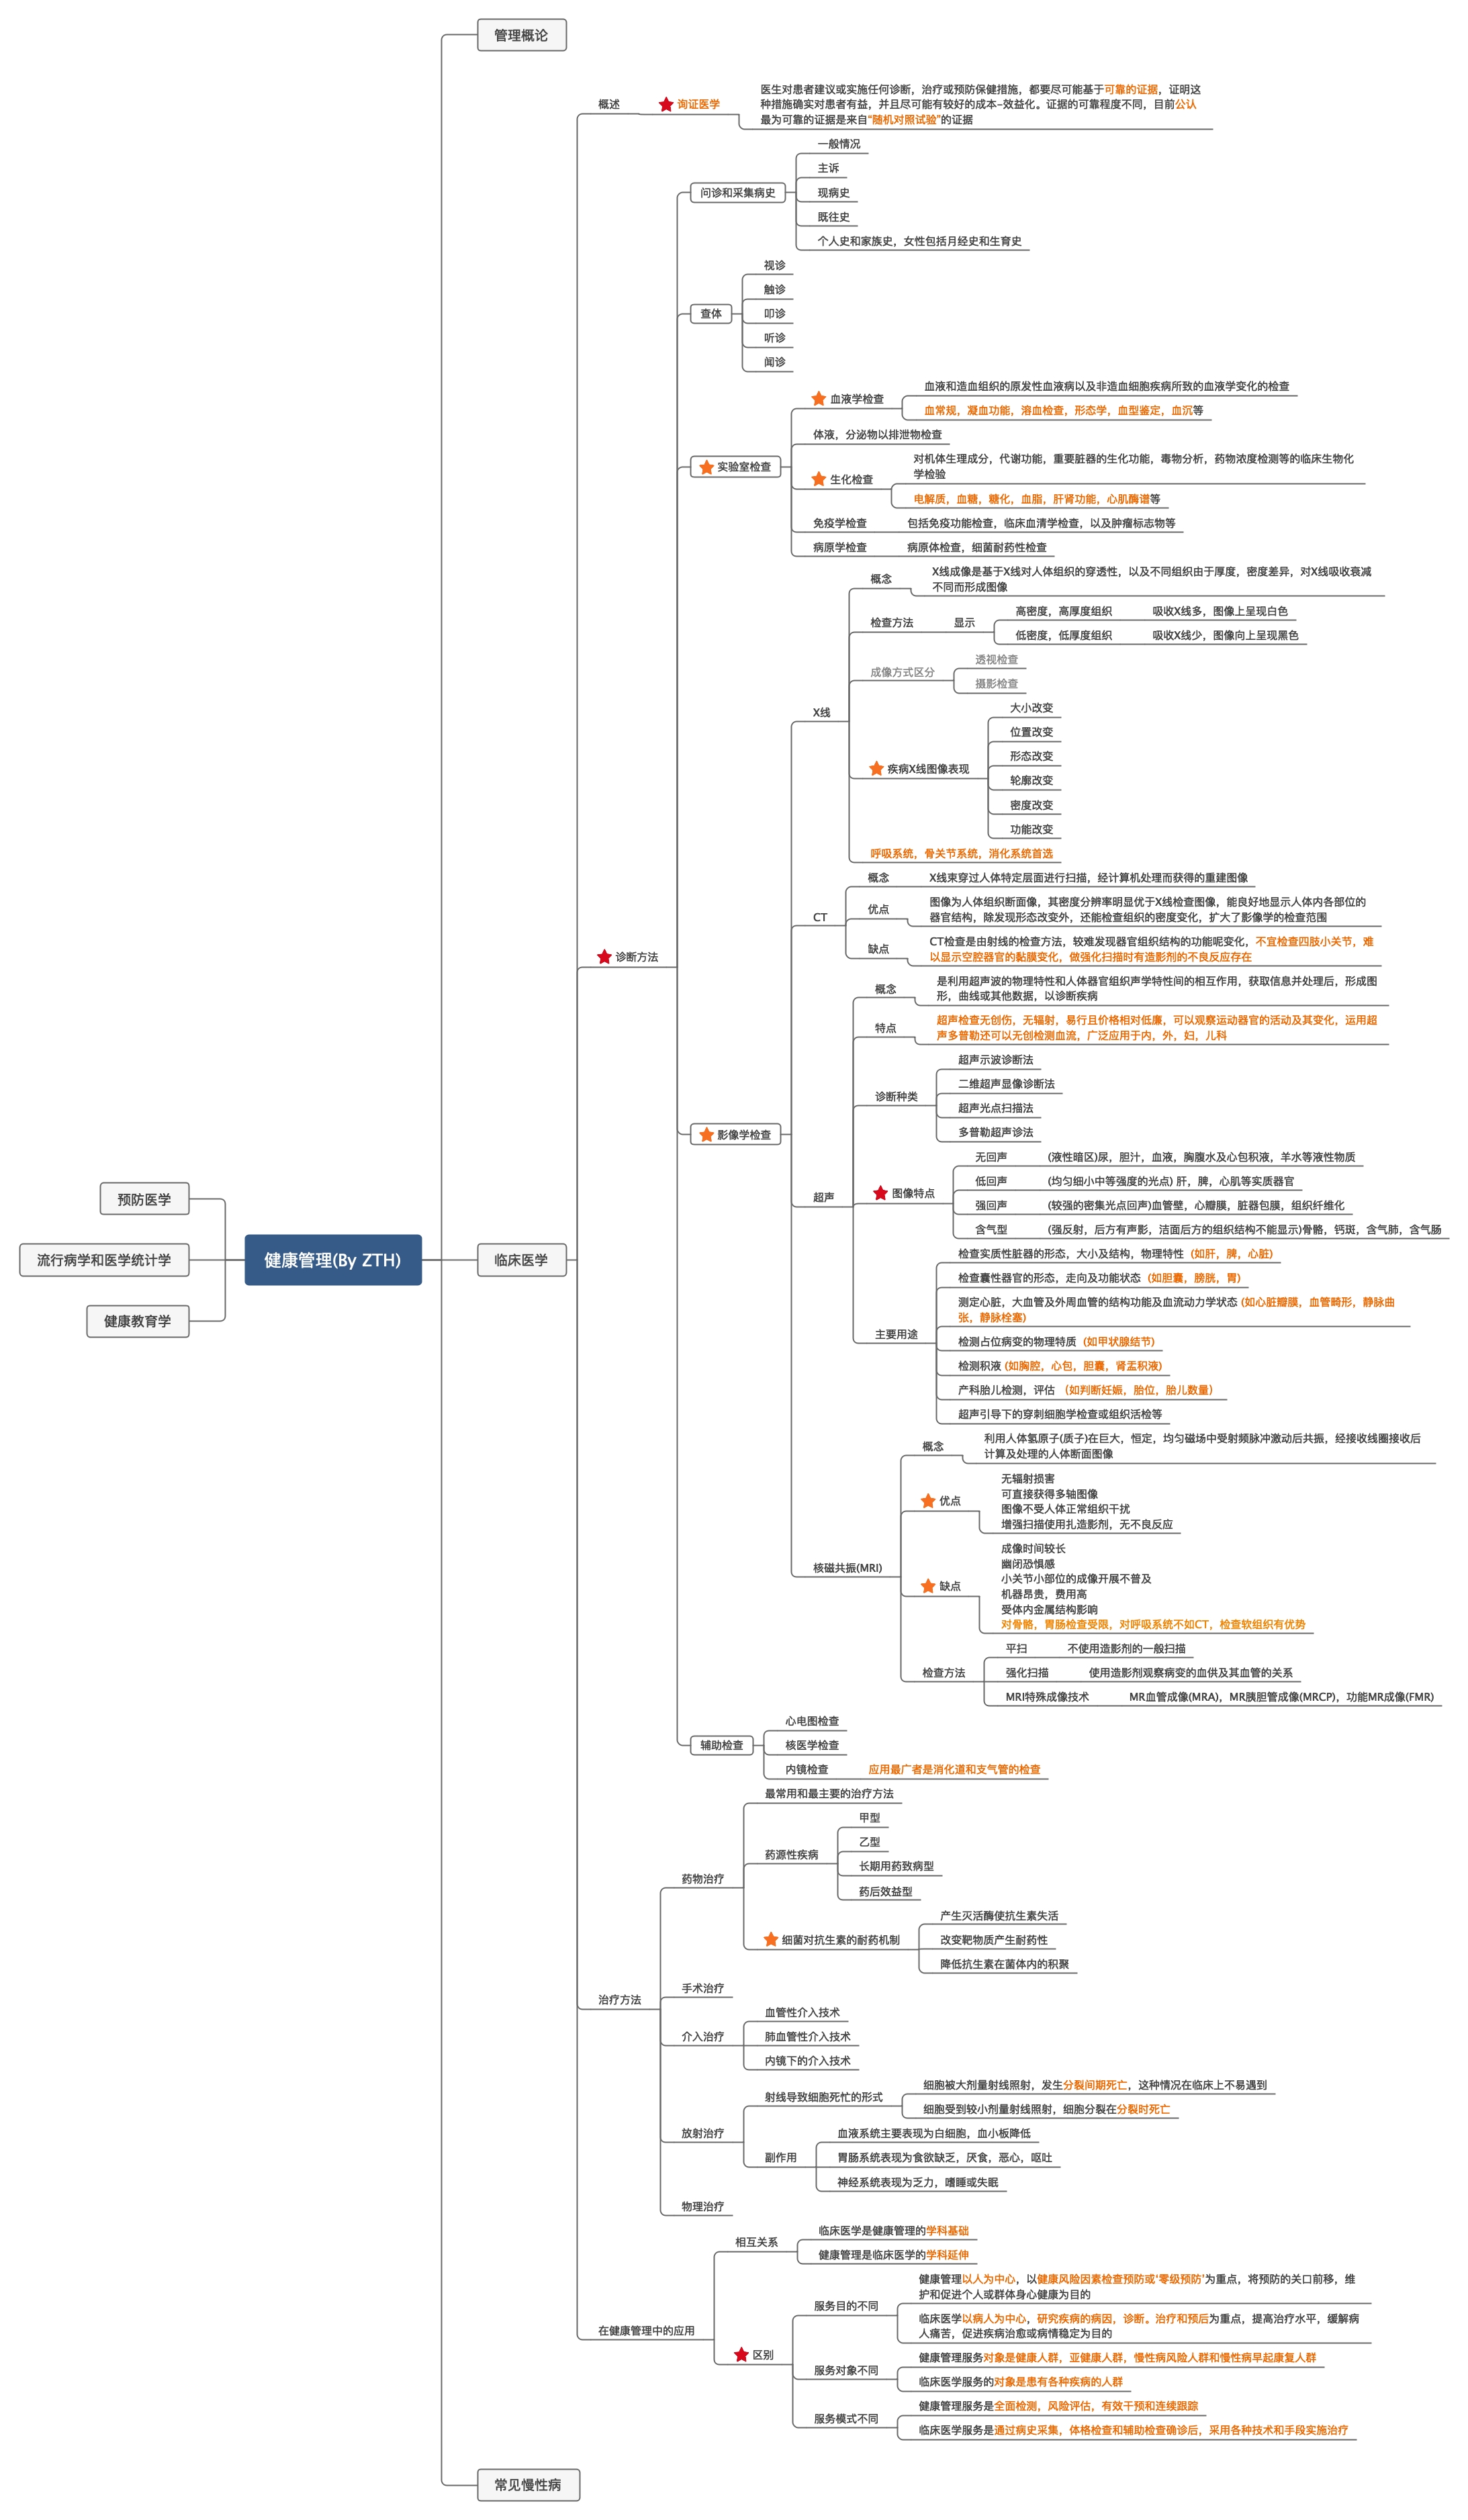 管理概论
概述
询证医学
医生对患者建议或实施任何诊断，治疗或预防保健措施，都要尽可能基于可靠的证据，证明这
种措施确实对患者有益，并且尽可能有较好的成本-效益化。证据的可靠程度不同，目前公认
最为可靠的证据是来自“随机对照试验”的证据
一般情况
主诉
问诊和采集病史
现病史
既往史
个人史和家族史，女性包括月经史和生育史
视诊
触诊
查体
叩诊
听诊
闻诊
血液学检查
血液和造血组织的原发性血液病以及非造血细胞疾病所致的血液学变化的检查
血常规，凝血功能，溶血检查，形态学，血型鉴定，血沉等
体液，分泌物以排泄物检查
实验室检查
生化检查
对机体生理成分，代谢功能，重要脏器的生化功能，毒物分析，药物浓度检测等的临床生物化
学检验
电解质，血糖，糖化，血脂，肝肾功能，心肌酶谱等
免疫学检查
包括免疫功能检查，临床血清学检查，以及肿瘤标志物等
病原学检查
病原体检查，细菌耐药性检查
概念
X线成像是基于X线对人体组织的穿透性，以及不同组织由于厚度，密度差异，对X线吸收衰减
不同而形成图像
检查方法
显示
高密度，高厚度组织
吸收X线多，图像上呈现白色
低密度，低厚度组织
吸收X线少，图像向上呈现黑色
成像方式区分
透视检查
摄影检查
X线
大小改变
位置改变
形态改变
疾病X线图像表现
轮廓改变
密度改变
功能改变
呼吸系统，骨关节系统，消化系统首选
概念
X线束穿过人体特定层面进行扫描，经计算机处理而获得的重建图像
CT
优点
图像为人体组织断面像，其密度分辨率明显优于X线检查图像，能良好地显示人体内各部位的
器官结构，除发现形态改变外，还能检查组织的密度变化，扩大了影像学的检查范围
缺点
CT检查是由射线的检查方法，较难发现器官组织结构的功能呢变化，不宜检查四肢小关节，难
以显示空腔器官的黏膜变化，做强化扫描时有造影剂的不良反应存在
诊断方法
概念
是利用超声波的物理特性和人体器官组织声学特性间的相互作用，获取信息并处理后，形成图
形，曲线或其他数据，以诊断疾病
特点
超声检查无创伤，无辐射，易行且价格相对低廉，可以观察运动器官的活动及其变化，运用超
声多普勒还可以无创检测血流，广泛应用于内，外，妇，儿科
超声示波诊断法
二维超声显像诊断法
诊断种类
超声光点扫描法
多普勒超声诊法
影像学检查
无回声
(液性暗区)尿，胆汁，血液，胸腹水及心包积液，羊水等液性物质
低回声
(均匀细小中等强度的光点) 肝，脾，心肌等实质器官
超声
图像特点
强回声
(较强的密集光点回声)血管壁，心瓣膜，脏器包膜，组织纤维化
含气型
(强反射，后方有声影，洁面后方的组织结构不能显示)骨骼，钙斑，含气肺，含气肠
检查实质性脏器的形态，大小及结构，物理特性（如肝，脾，心脏)
检查囊性器官的形态，走向及功能状态（如胆囊，膀胱，胃)
测定心脏，大血管及外周血管的结构功能及血流动力学状态 (如心脏瓣膜，血管畸形，静脉曲
张，静脉栓塞)
主要用途
检测占位病变的物理特质（如甲状腺结节)
检测积液 (如胸腔，心包，胆囊，肾盂积液)
产科胎儿检测，评估 （如判断妊娠，胎位，胎儿数量）
超声引导下的穿刺细胞学检查或组织活检等
概念
利用人体氢原子(质子)在巨大，恒定，均匀磁场中受射频脉冲激动后共振，经接收线圈接收后
计算及处理的人体断面图像
优点
无辐射损害
可直接获得多轴图像
图像不受人体正常组织干扰
增强扫描使用扎造影剂，无不良反应
核磁共振(MRI)
缺点
成像时间较长
幽闭恐惧感
小关节小部位的成像开展不普及
机器昂贵，费用高
受体内金属结构影响
对骨骼，胃肠检查受限，对呼吸系统不如CT，检查软组织有优势
检查方法
平扫
不使用造影剂的一般扫描
强化扫描
使用造影剂观察病变的血供及其血管的关系
MRI特殊成像技术
MR血管成像(MRA)，MR胰胆管成像(MRCP)，功能MR成像(FMR)
辅助检查
心电图检查
核医学检查
内镜检查
应用最广者是消化道和支气管的检查
预防医学
流行病学和医学统计学
健康教育学
健康管理(By ZTH)
临床医学
最常用和最主要的治疗方法
药物治疗
药源性疾病
甲型
乙型
长期用药致病型
药后效益型
细菌对抗生素的耐药机制
产生灭活酶使抗生素失活
改变靶物质产生耐药性
降低抗生素在菌体内的积聚
治疗方法
手术治疗
介入治疗
血管性介入技术
肺血管性介入技术
内镜下的介入技术
放射治疗
射线导致细胞死忙的形式
细胞被大剂量射线照射，发生分裂间期死亡，这种情况在临床上不易遇到
细胞受到较小剂量射线照射，细胞分裂在分裂时死亡
副作用
血液系统主要表现为白细胞，血小板降低
胃肠系统表现为食欲缺乏，厌食，恶心，呕吐
神经系统表现为乏力，嗜睡或失眠
物理治疗
相互关系
临床医学是健康管理的学科基础
健康管理是临床医学的学科延伸
在健康管理中的应用
区别
服务目的不同
健康管理以人为中心，以健康风险因素检查预防或‘零级预防’为重点，将预防的关口前移，维
护和促进个人或群体身心健康为目的
临床医学以病人为中心，研究疾病的病因，诊断。治疗和预后为重点，提高治疗水平，缓解病
人痛苦，促进疾病治愈或病情稳定为目的
服务对象不同
健康管理服务对象是健康人群，亚健康人群，慢性病风险人群和慢性病早起康复人群
临床医学服务的对象是患有各种疾病的人群
服务模式不同
健康管理服务是全面检测，风险评估，有效干预和连续跟踪
临床医学服务是通过病史采集，体格检查和辅助检查确诊后，采用各种技术和手段实施治疗
常见慢性病